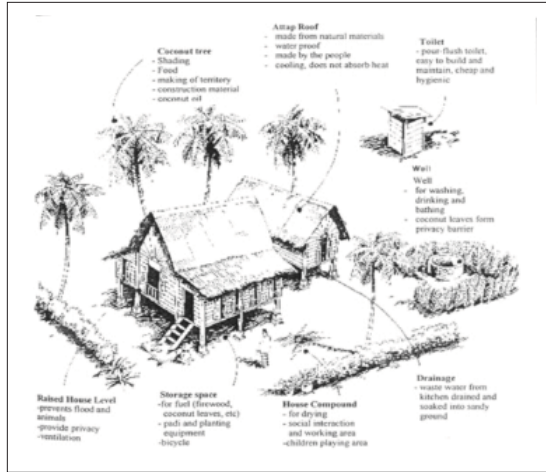 Coconut tree
- Shading
- Food
- making of territory
- construction material
- coconut oil
Attap Roof
- made from natural materials
- water proof
- made by the people
- cooling, does not absorb heat
Toilet
- pour-flush toilet,
easy to build and
maintain, cheap and
hygienic
Well
Well
- for washing,
drinking and
bathing
- coconut leaves form
privacy barrier
Raised House Level
-prevents flood and
animals
-provide privacy
-ventilation
Storage space
-for fuel (firewood,
coconut leaves, etc)
- padi and planting
equipment
-bicycle
House Compound
- for drying
- social interaction
and working area
-children playing area
Drainage
- waste water from
kitchen drained and
soaked into sandy
ground